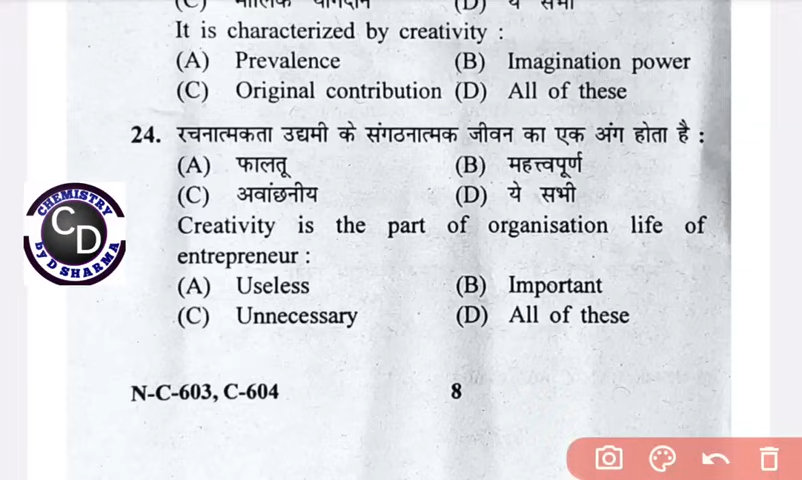 (C) मौलिक योगदान (D) ये सभी
It is characterized by creativity :
(A) Prevalence (B) Imagination power
(C) Original contribution (D) All of these
24. रचनात्मकता उद्यमी के संगठनात्मक जीवन का एक अंग होता है :
(A) फालतू (B) महत्त्वपूर्ण
(C) अवांछनीय (D) ये सभी
Creativity is the part of organisation life of
entrepreneur :
(A) Useless (B) Important
(C) Unnecessary (D) All of these
CHEMISTRY
CD
by D SHARMA
N-C-603, C-604 8